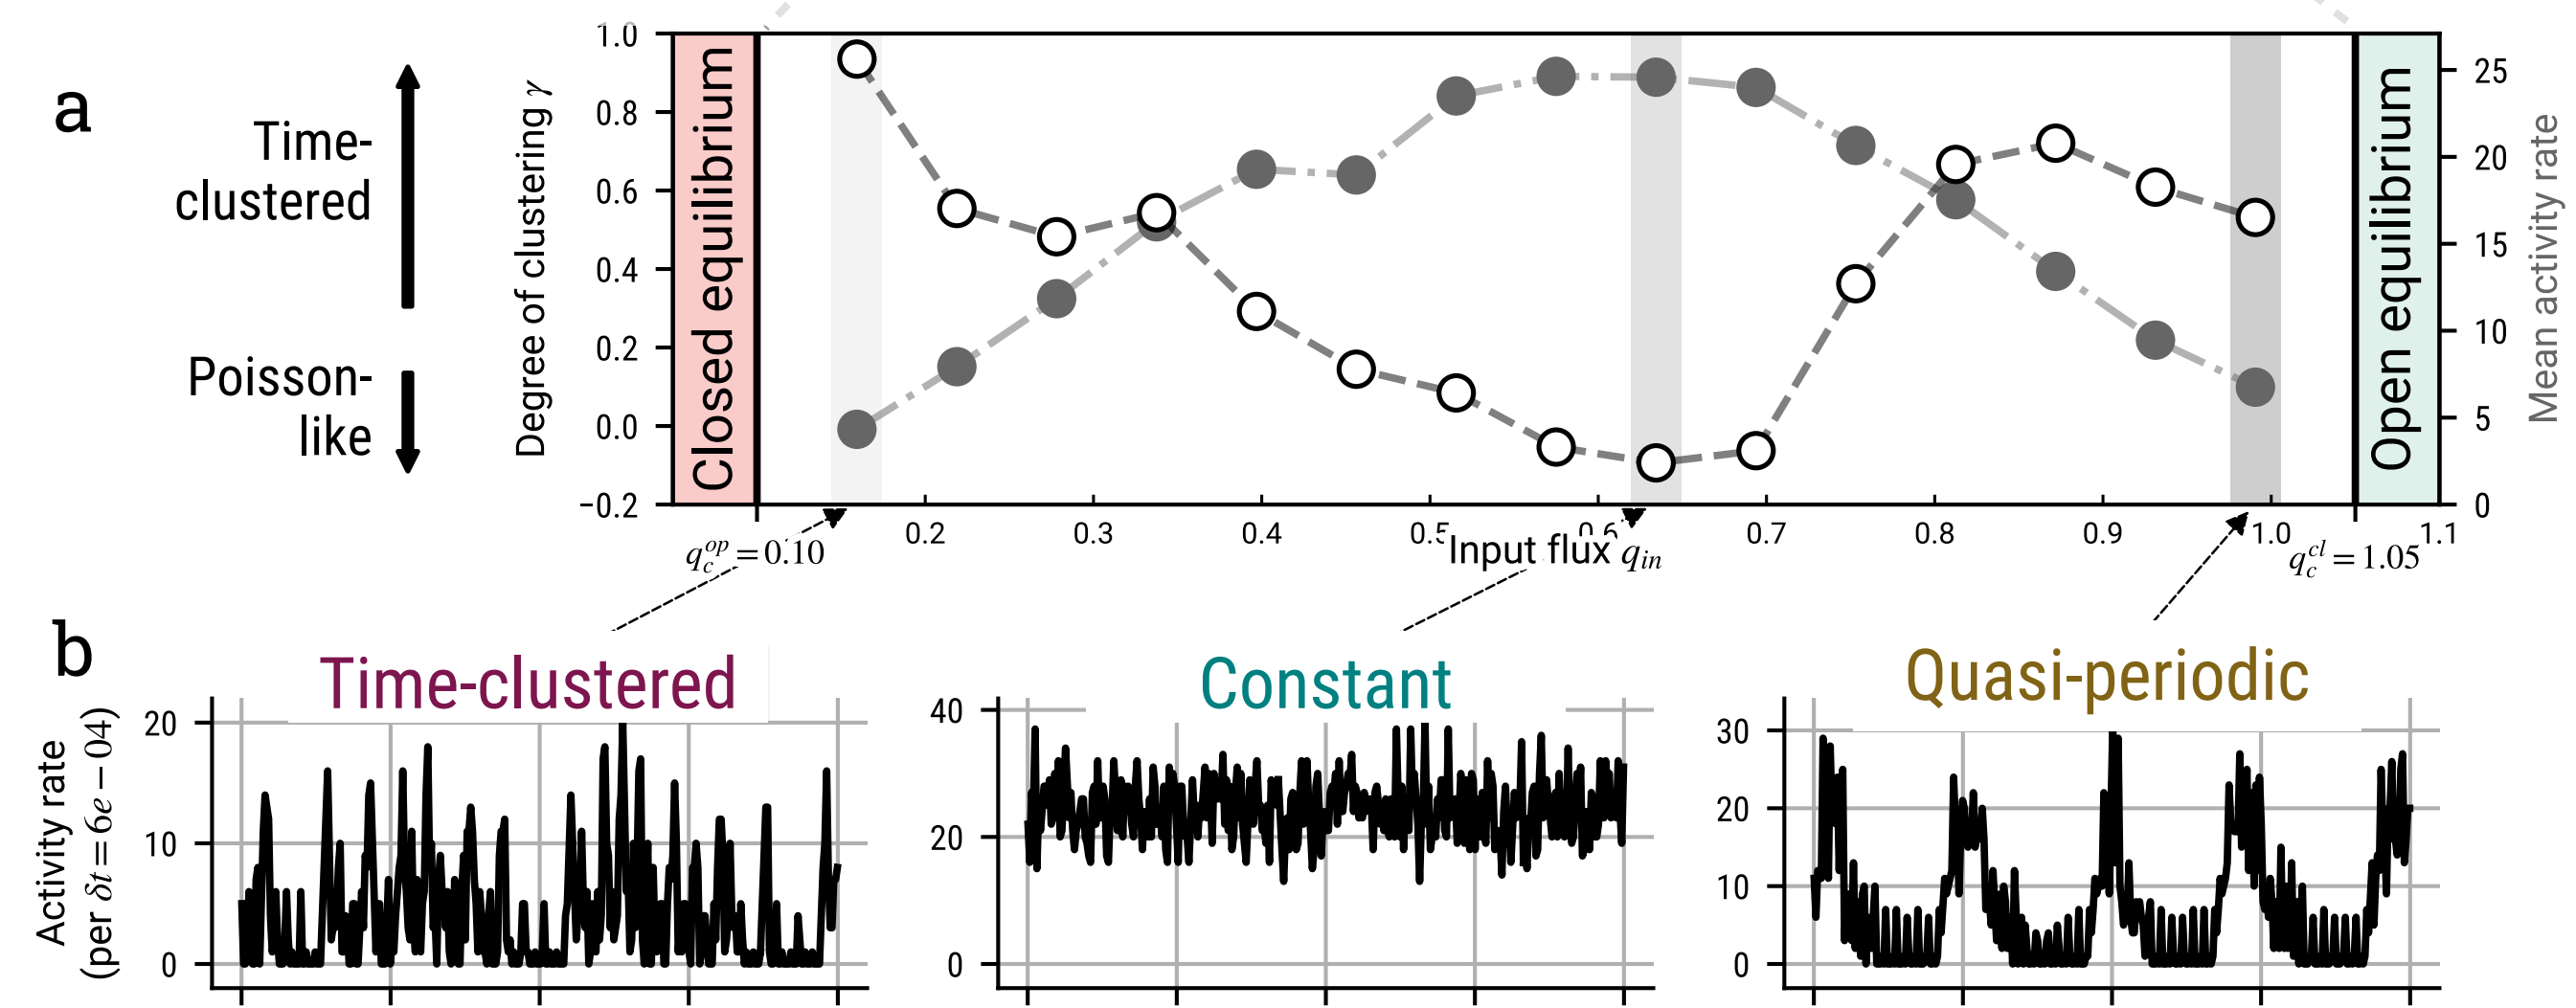 a
Time-
clustered
Poisson-
like
Degree of clustering γ
1.0
0.8
0.6
0.4
0.2
0.0
−0.2
Closed equilibrium
Open equilibrium
25
20
15
10
5
0
Mean activity rate
0.2
0.3
0.4
0.5
0.6
0.7
0.8
0.9
1.0
1.1
q_c^{op} = 0.10
Input flux q_{in}
q_c^{cl} = 1.05
b
Time-clustered
Constant
Quasi-periodic
Activity rate
(per δt = 6e − 04)
20
10
0
40
20
0
30
20
10
0